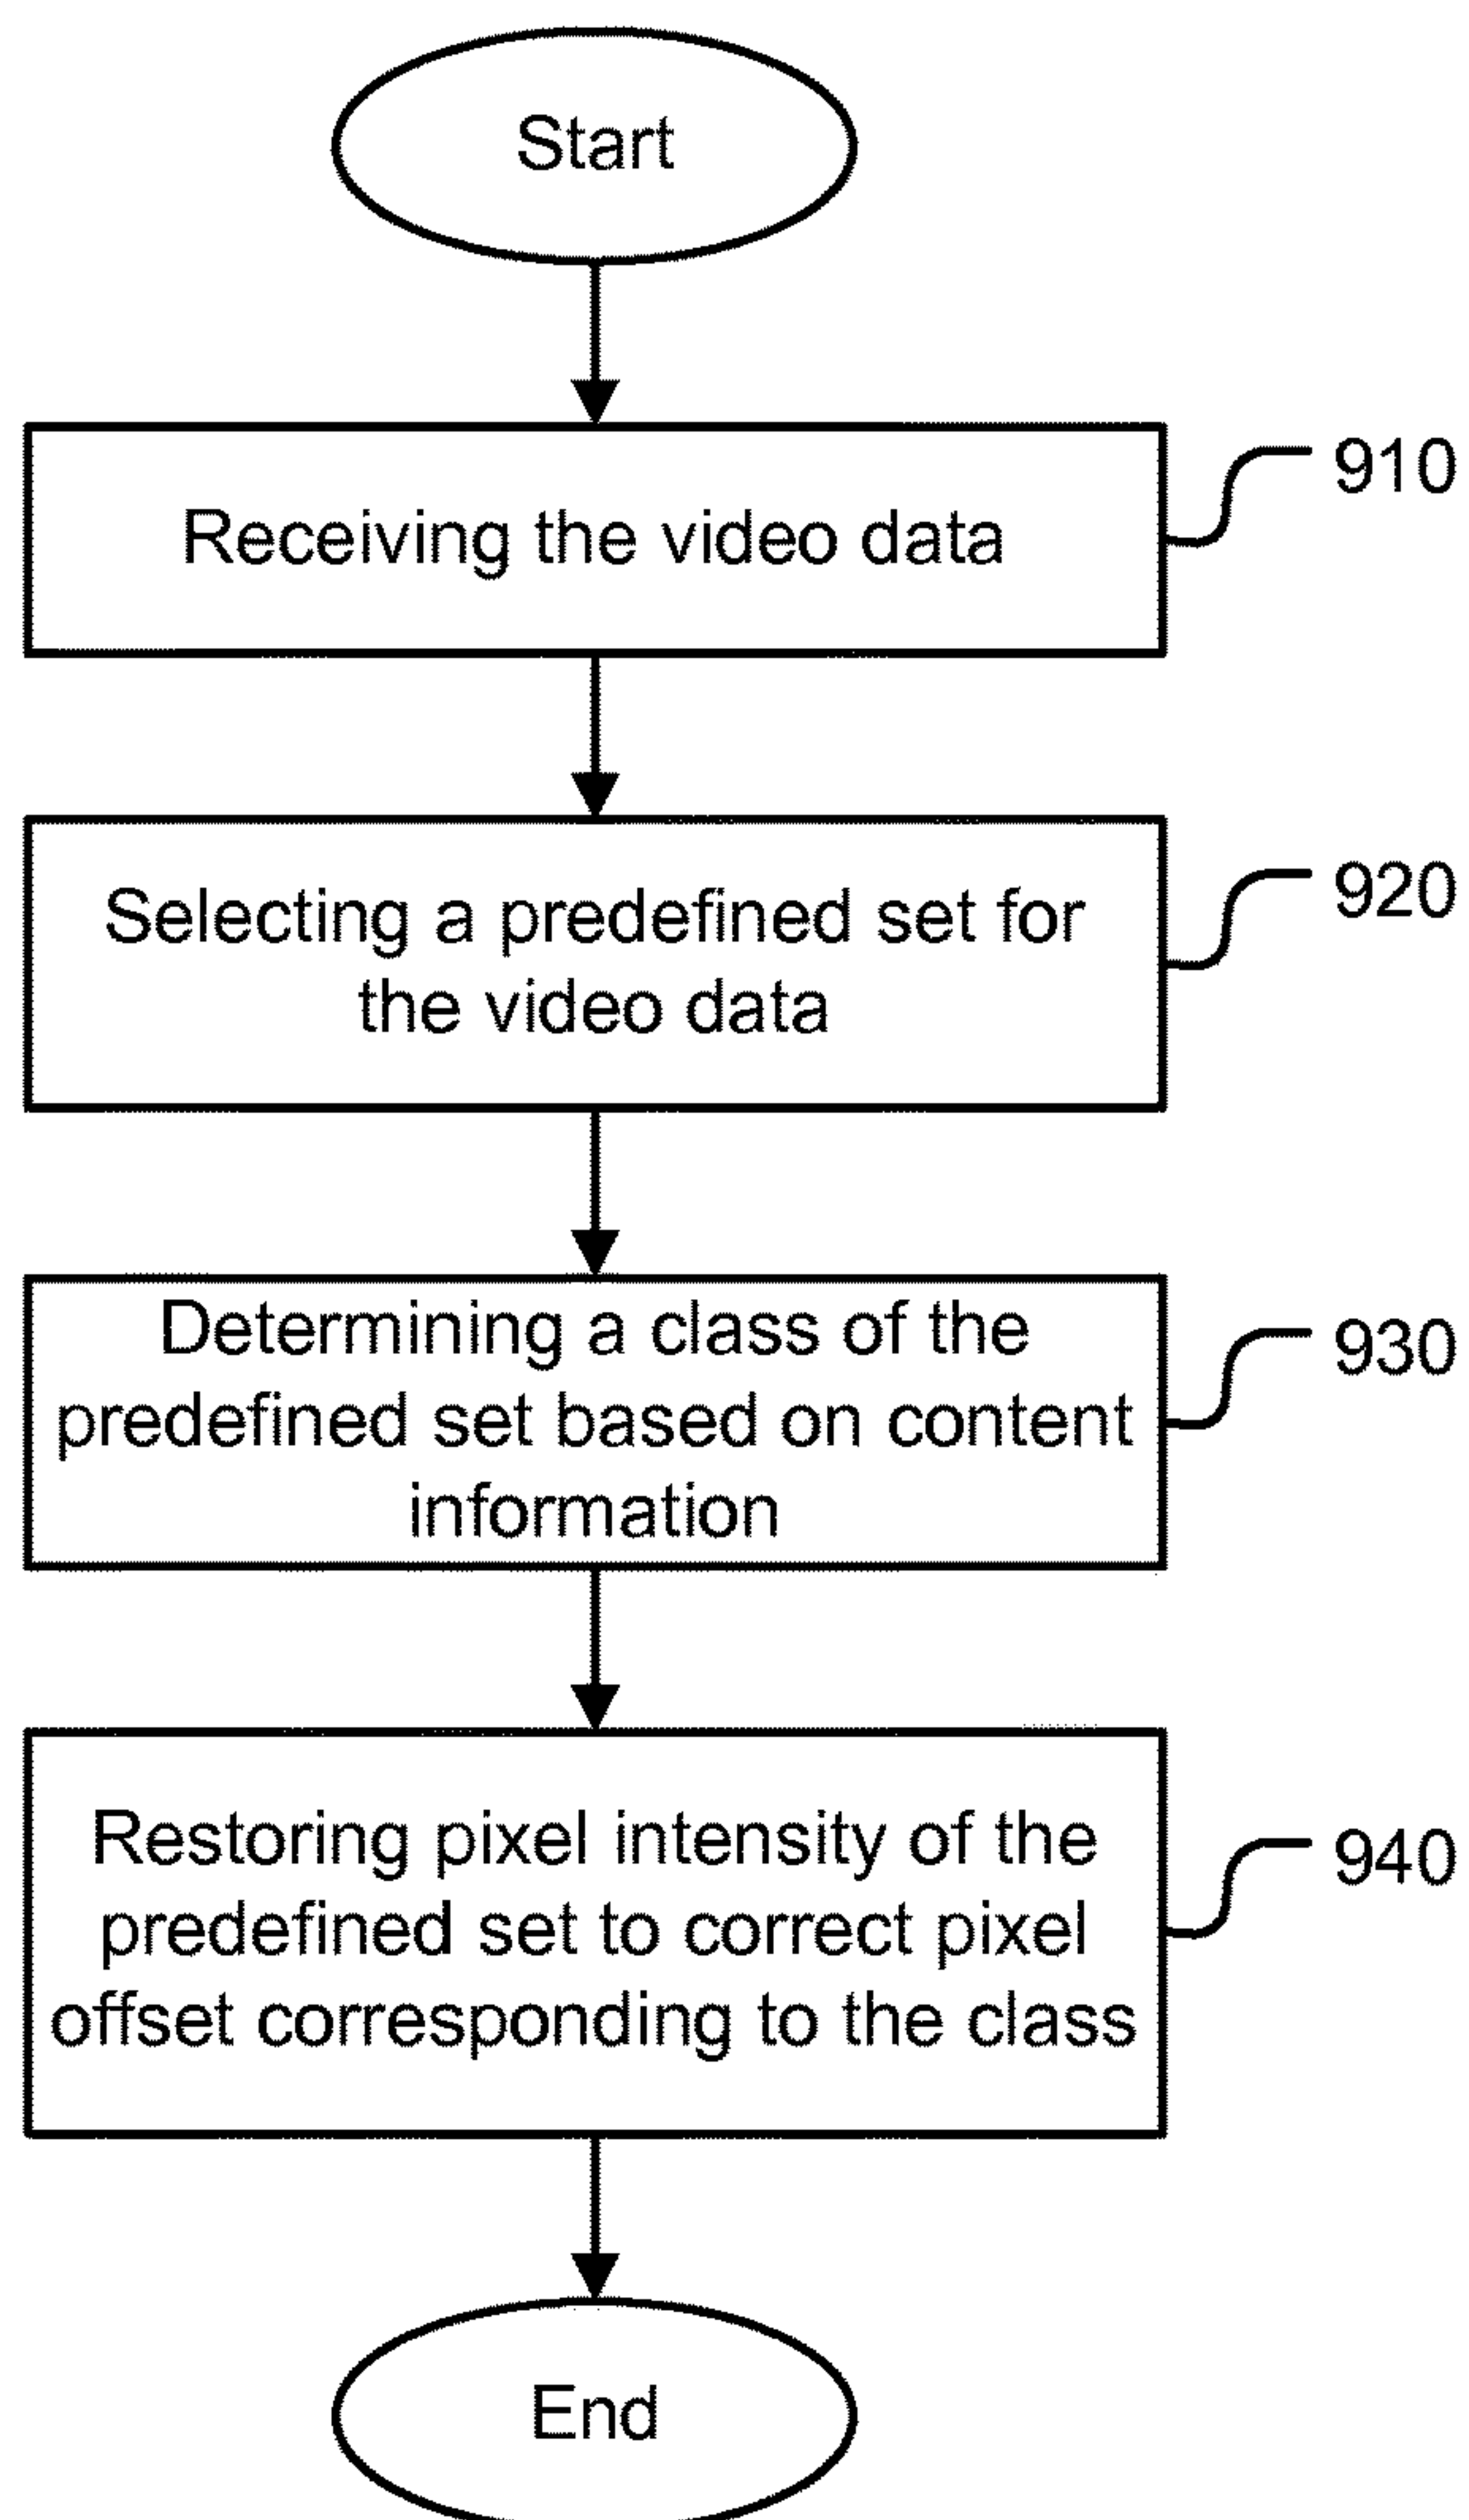 Start
Receiving the video data
910
Selecting a predefined set for
the video data
920
Determining a class of the
predefined set based on content
information
930
Restoring pixel intensity of the
predefined set to correct pixel
offset corresponding to the class
940
End